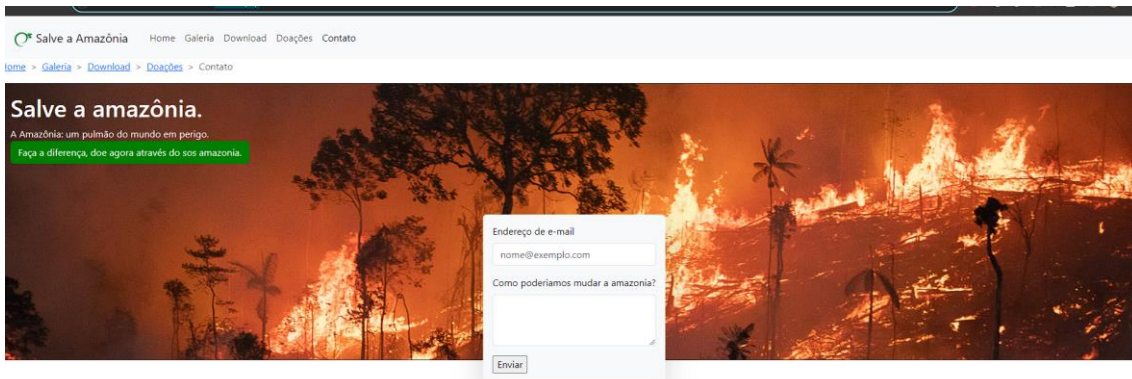 Salve a Amazônia Home Galeria Download Doações Contato
Home > Galeria > Download > Doações > Contato
Salve a amazônia.
A Amazônia: um pulmão do mundo em perigo.
Faça a diferença, doe agora através do sos amazonia.
Endereço de e-mail
nome@exemplo.com
Como poderiamos mudar a amazonia?
Enviar